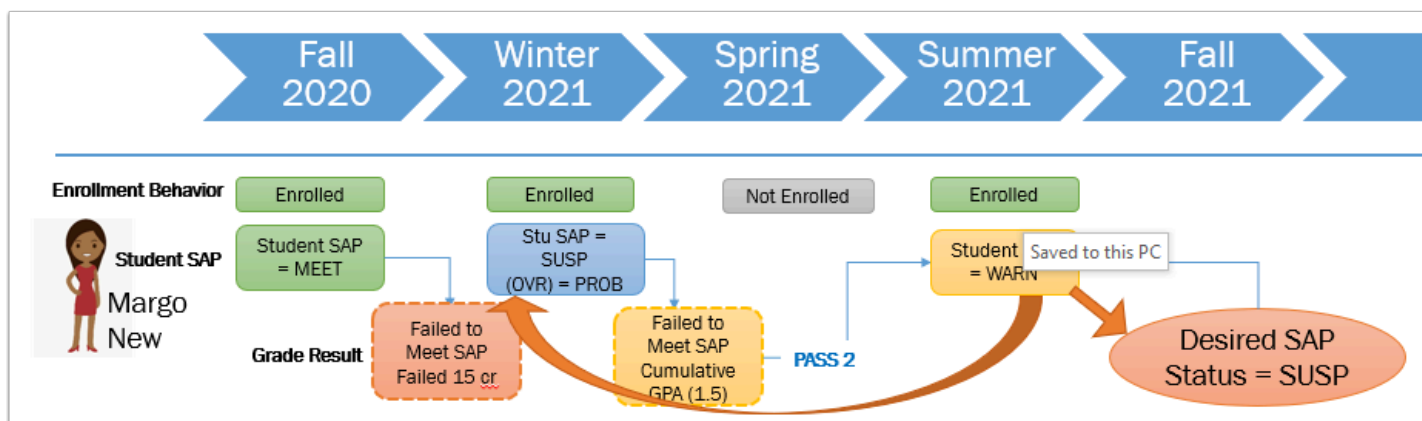 Fall
2020
Winter
2021
Spring
2021
Summer
2021
Fall
2021
Enrollment Behavior
Enrolled
Enrolled
Not Enrolled
Enrolled
Student SAP
Student SAP
= MEET
Stu SAP =
SUSP
(OVR) = PROB
Student
= WARN
Saved to this PC
Margo
New
Grade Result
Failed to
Meet SAP
Failed 15 cr
Failed to
Meet SAP
Cumulative
GPA (1.5)
PASS 2
Desired SAP
Status = SUSP